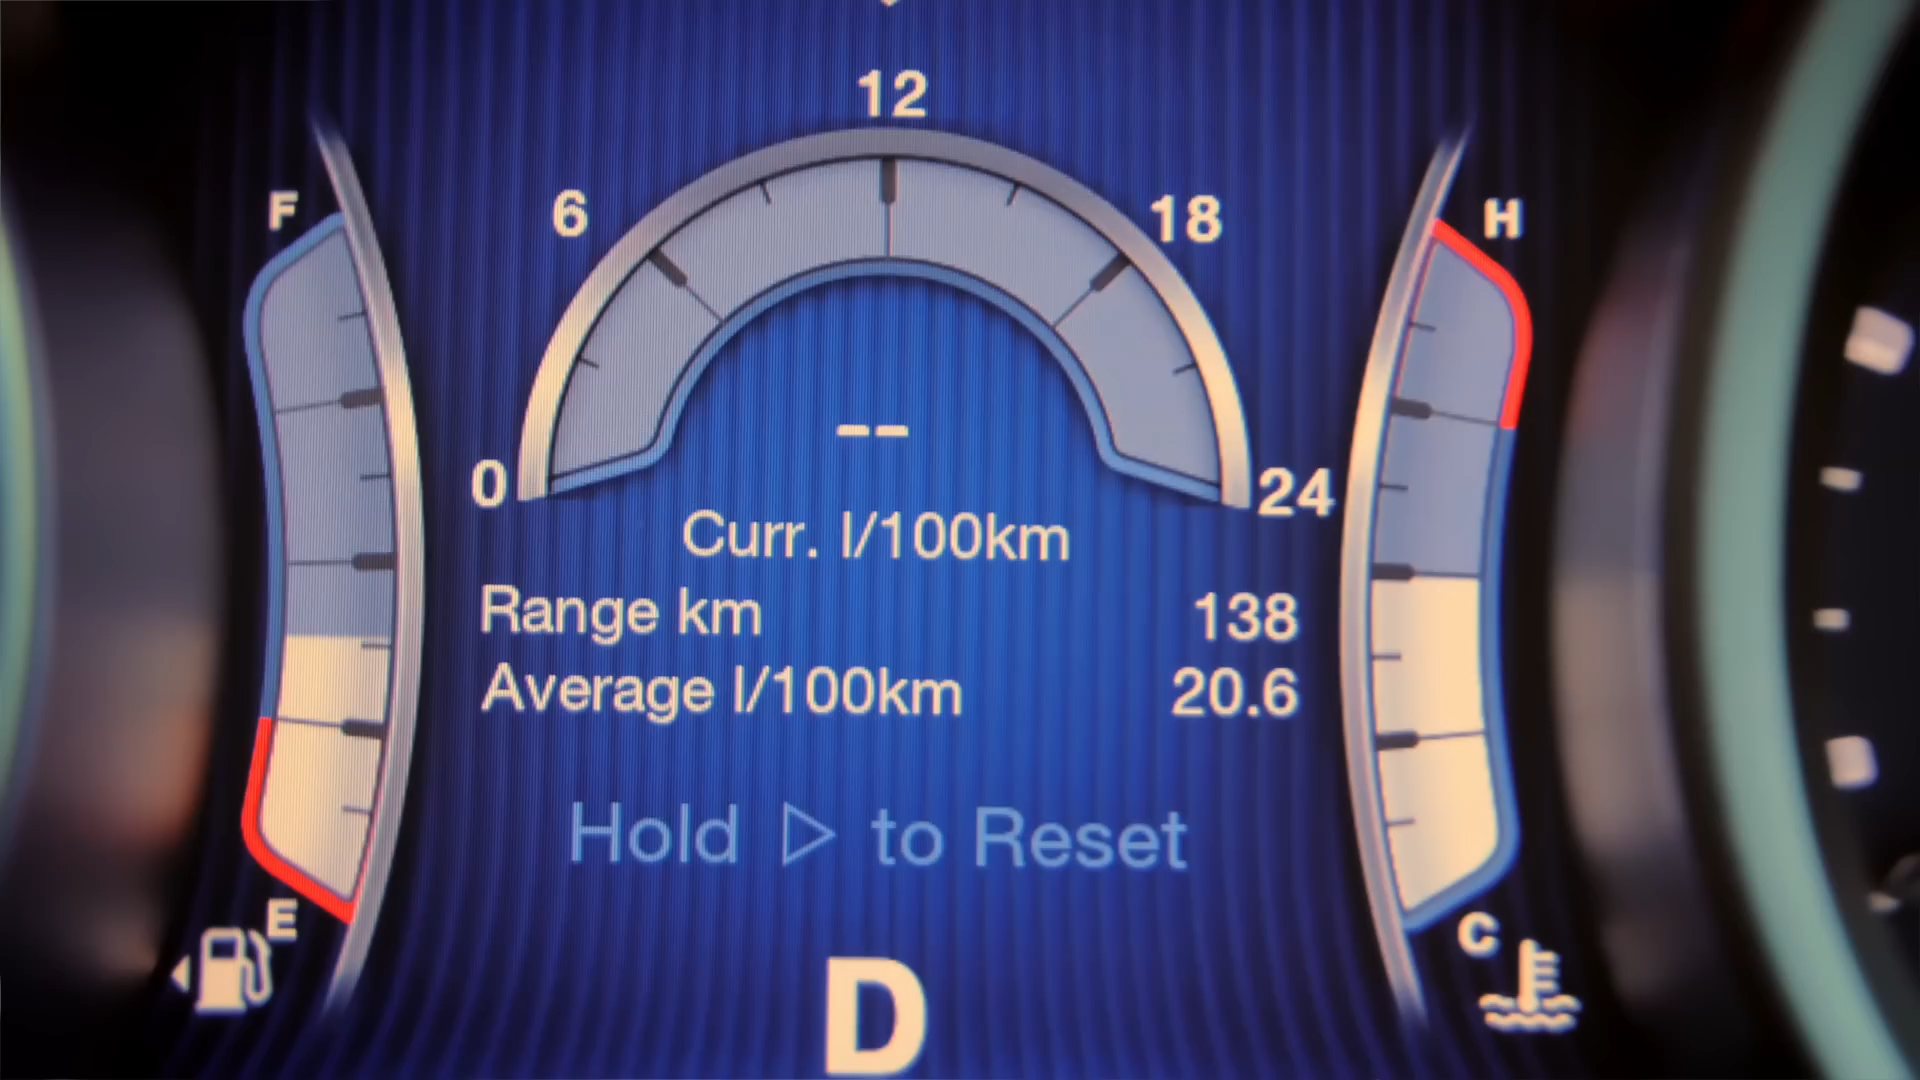 12
6
18
F
H
0
--
24
Curr. l/100km
Range km 138
Average l/100km 20.6
Hold ▷ to Reset
E
C
D